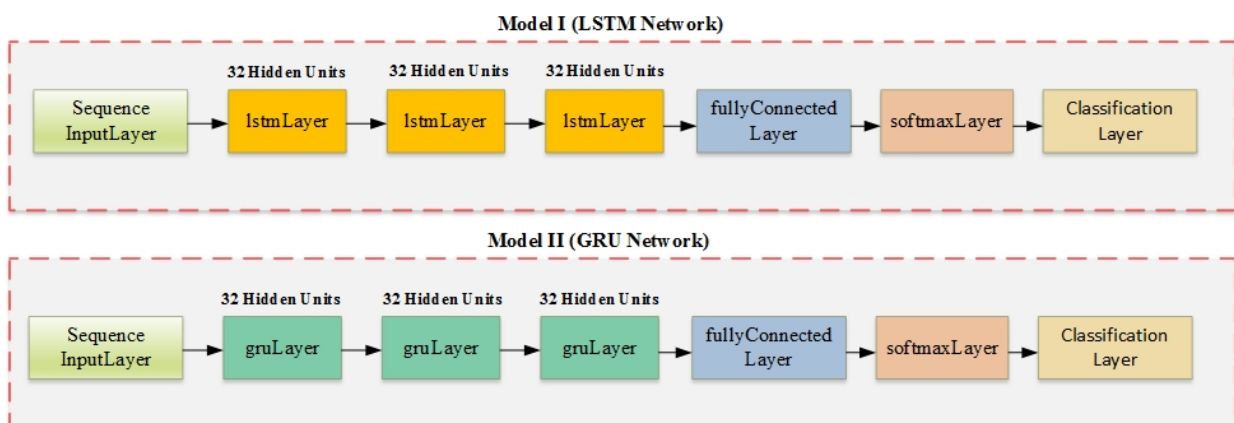 Model I (LSTM Network)
32 Hidden Units
32 Hidden Units
32 Hidden Units
Sequence
InputLayer
lstmLayer
lstmLayer
lstmLayer
fullyConnected
Layer
softmaxLayer
Classification
Layer
Model II (GRU Network)
32 Hidden Units
32 Hidden Units
32 Hidden Units
Sequence
InputLayer
gruLayer
gruLayer
gruLayer
fullyConnected
Layer
softmaxLayer
Classification
Layer